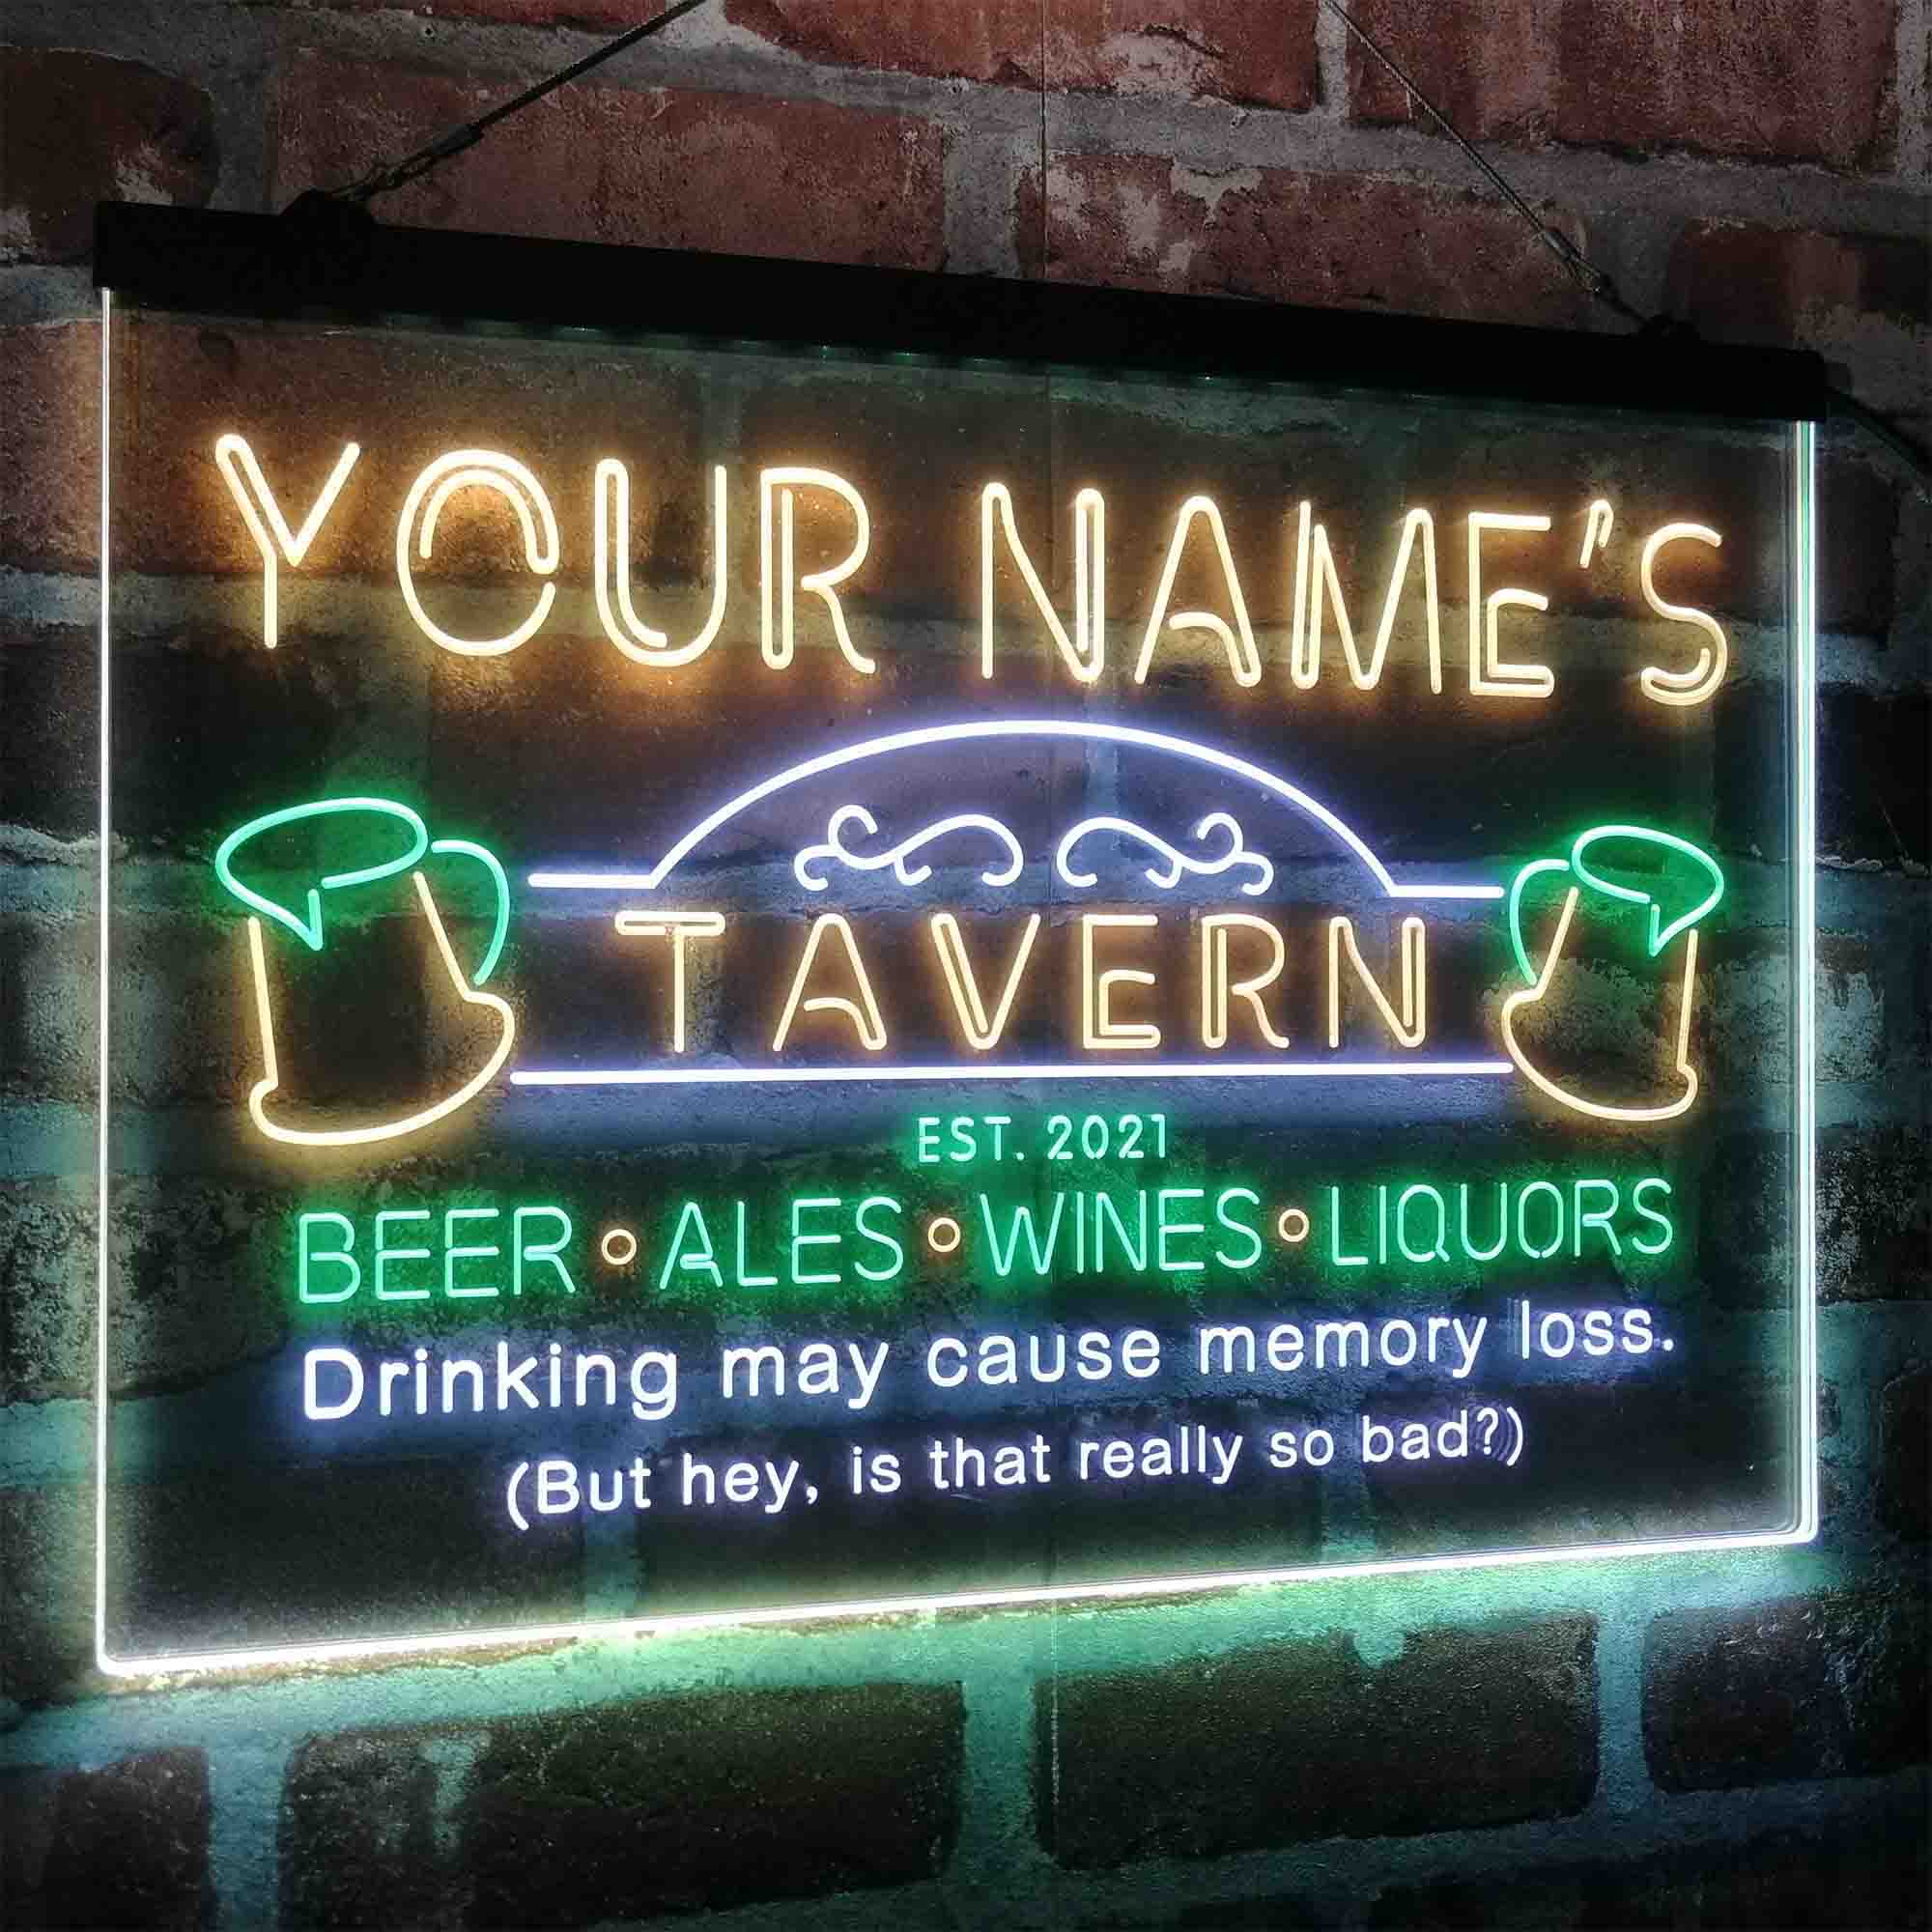 YOUR NAME'S
TAVERN
EST. 2021
BEER • ALES • WINES • LIQUORS
Drinking may cause memory loss.
(But hey, is that really so bad?)